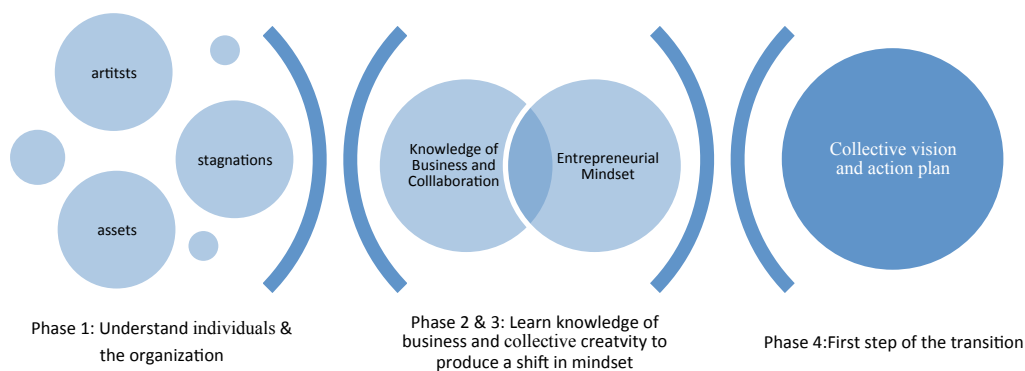 artitsts
stagnations
assets
Knowledge of
Business and
Colllaboration
Entrepreneurial
Mindset
Collective vision
and action plan
Phase 1: Understand individuals &
the organization
Phase 2 & 3: Learn knowledge of
business and collective creatvity to
produce a shift in mindset
Phase 4:First step of the transition